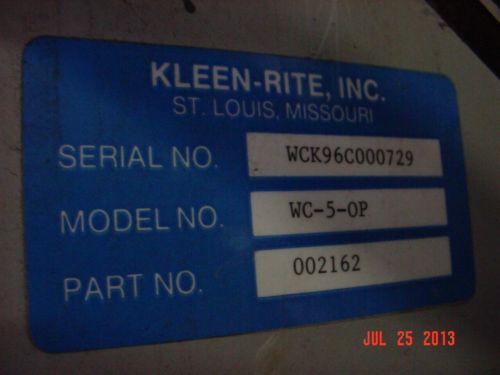 KLEEN-RITE, INC.
ST. LOUIS, MISSOURI
SERIAL NO. WCK96C000729
MODEL NO. WC-5-OP
PART NO. 002162
JUL 25 2013